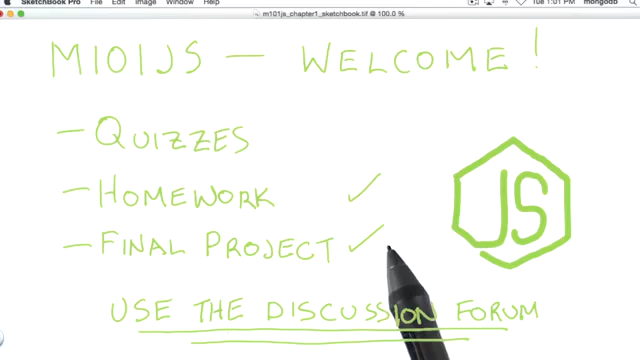 SketchBook Pro File Edit Image Window Help Tue 1:01 PM mongodb
m101js_chapter1_sketchbook.tif @ 100.0 %
M101JS — WELCOME!
— QUIZZES
— HOMEWORK ✓
— FINAL PROJECT ✓
JS
USE THE DISCUSSION FORUM